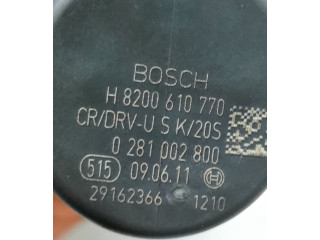 BOSCH
H 8200 610 770
CR/DRV-U S K/20S
0 281 002 800
515 09.06.11
29162366 1210